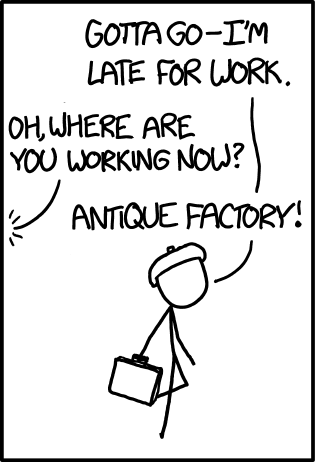 GOTTA GO–I'M
LATE FOR WORK.
OH, WHERE ARE
YOU WORKING NOW?
ANTIQUE FACTORY!